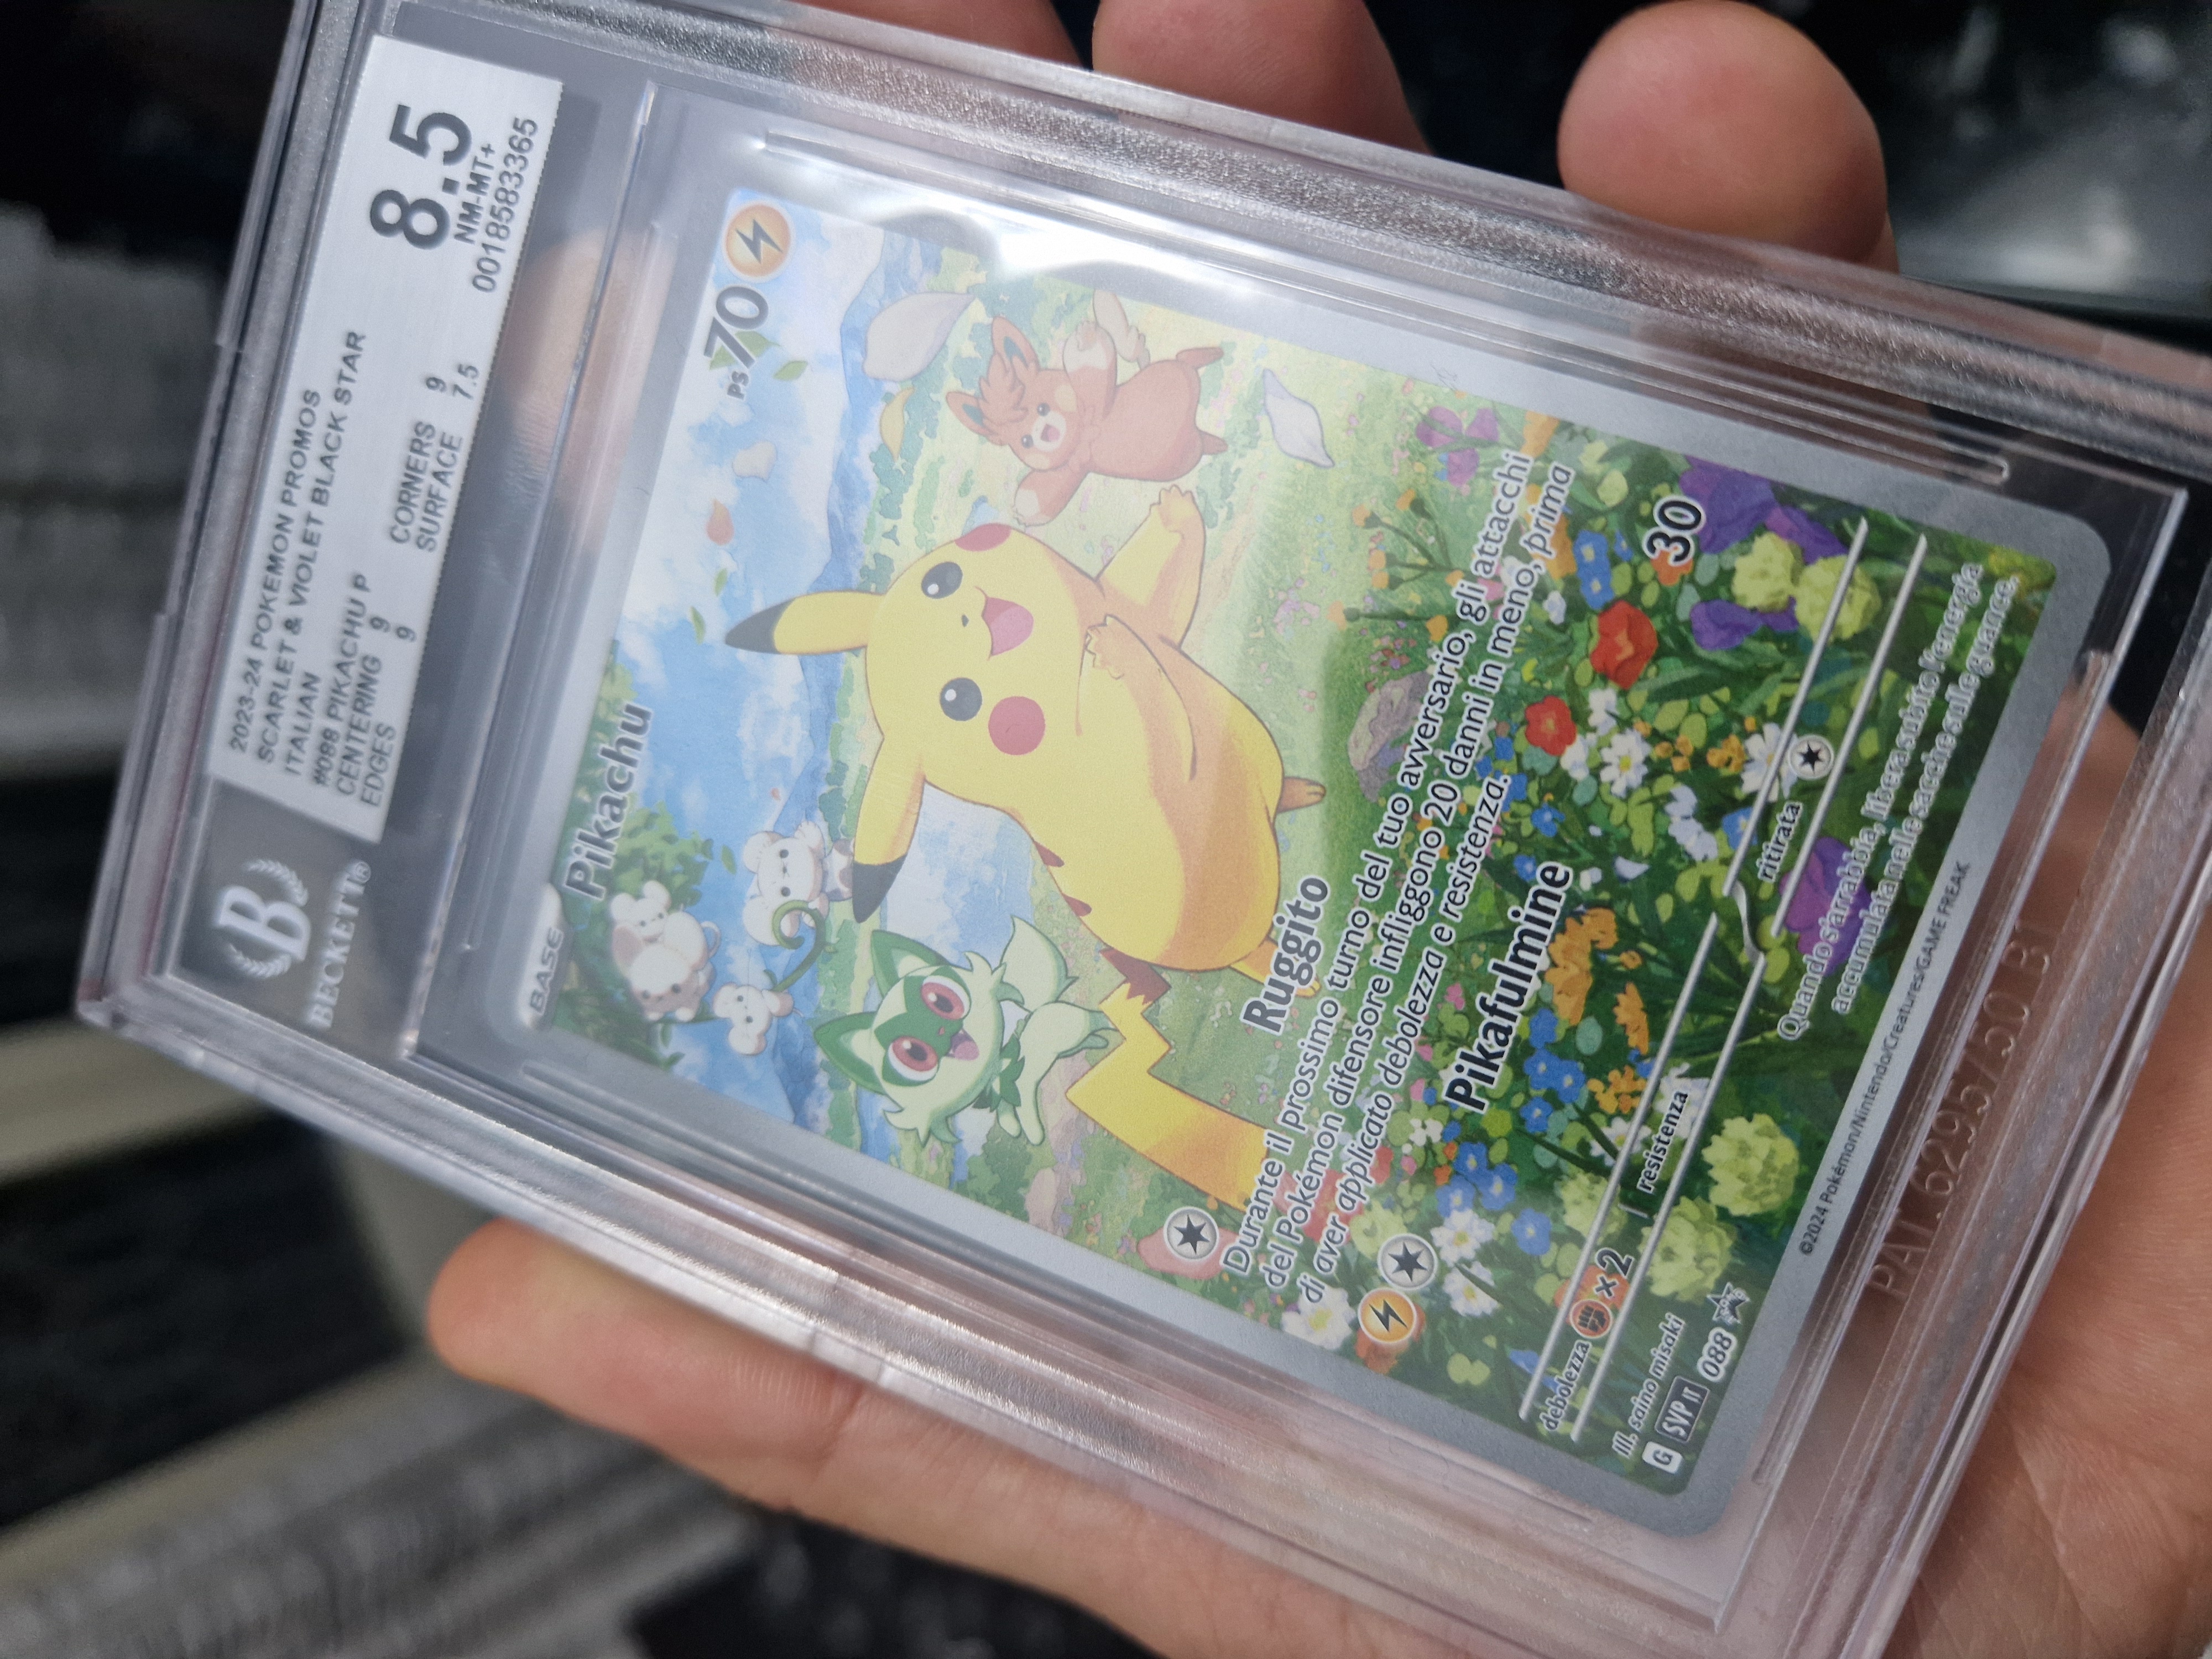 2023-24 POKEMON PROMOS
SCARLET & VIOLET BLACK STAR
ITALIAN
#088 PIKACHU P
CENTERING 9 CORNERS 9
EDGES 9 SURFACE 7.5
8.5
NM-MT+
0018583365
B
BECKETT®
BASE
Pikachu
PS70
Ruggito
Durante il prossimo turno del tuo avversario, gli attacchi
del Pokémon difensore infliggono 20 danni in meno, prima
di aver applicato debolezza e resistenza.
Pikafulmine 30
debolezza ×2 resistenza ritirata
Ill. saino misaki
G SVP IT 088
Quando s'arrabbia, libera subito l'energia
accumulata nelle sacche sulle guance.
©2024 Pokémon/Nintendo/Creatures/GAME FREAK